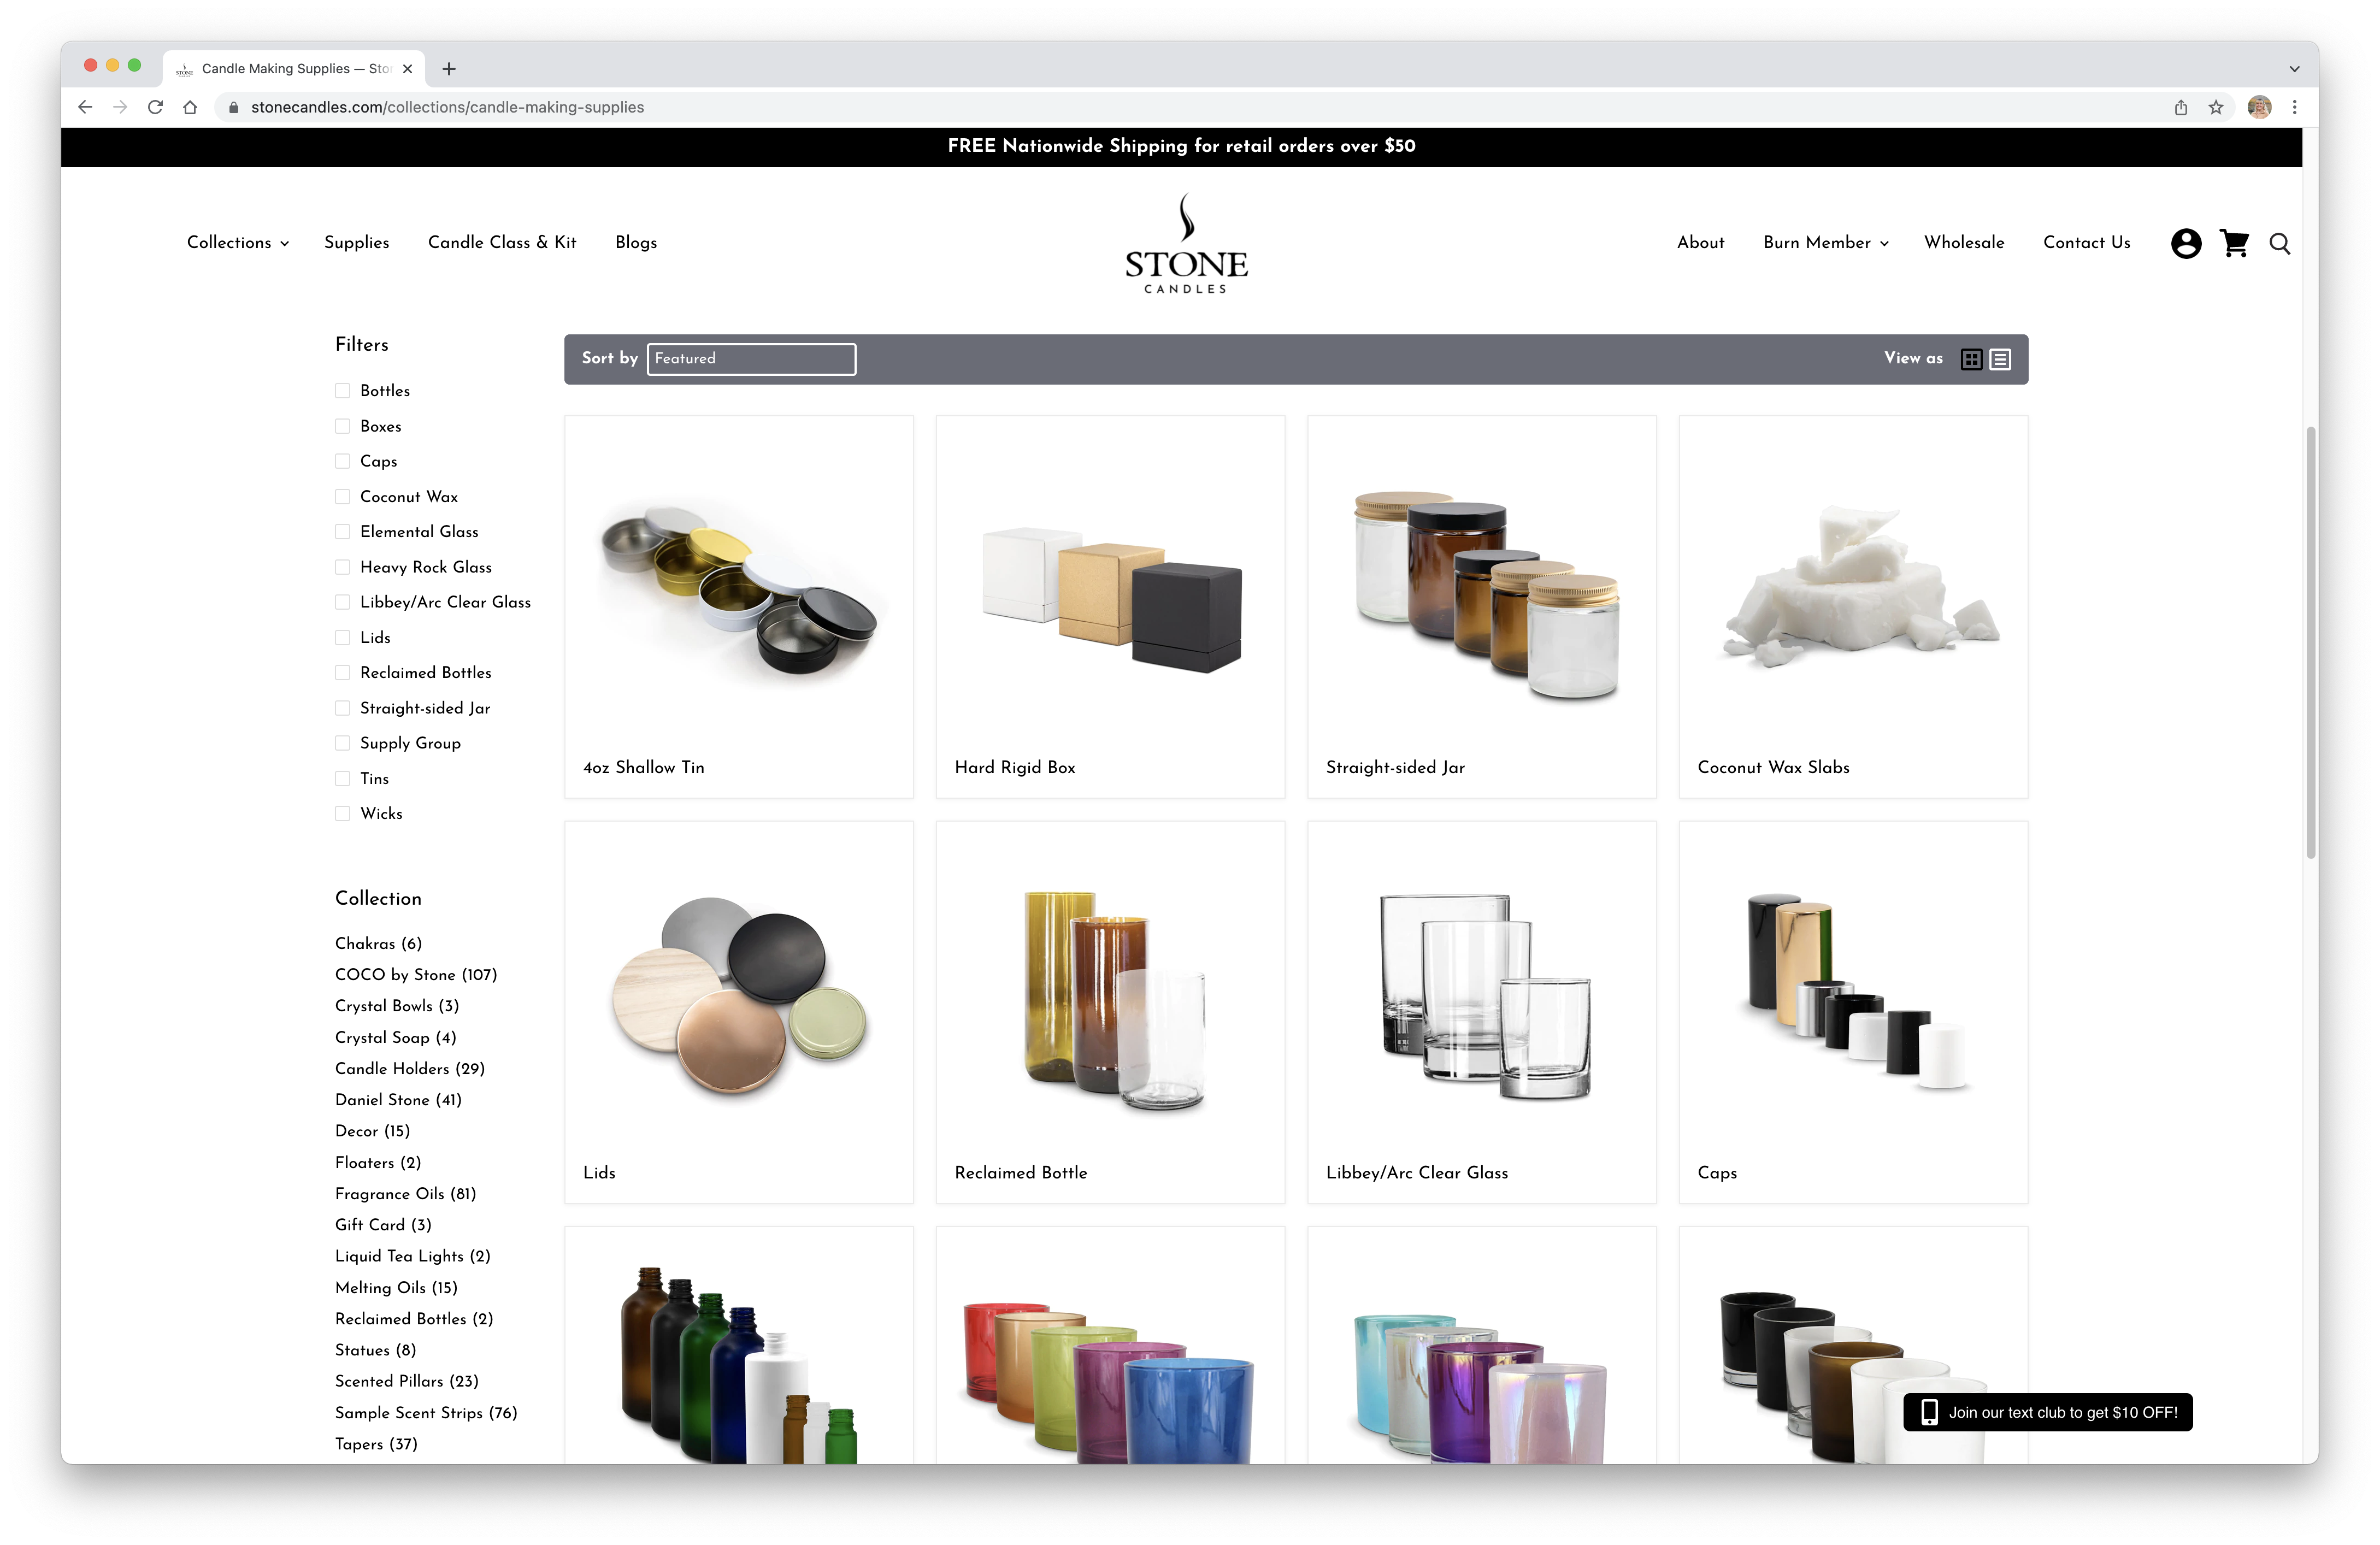 STONE
Candle Making Supplies — Sto
stonecandles.com/collections/candle-making-supplies
FREE Nationwide Shipping for retail orders over $50
Collections
Supplies
Candle Class & Kit
Blogs
STONE
CANDLES
About
Burn Member
Wholesale
Contact Us
Filters
Bottles
Boxes
Caps
Coconut Wax
Elemental Glass
Heavy Rock Glass
Libbey/Arc Clear Glass
Lids
Reclaimed Bottles
Straight-sided Jar
Supply Group
Tins
Wicks
Collection
Chakras (6)
COCO by Stone (107)
Crystal Bowls (3)
Crystal Soap (4)
Candle Holders (29)
Daniel Stone (41)
Decor (15)
Floaters (2)
Fragrance Oils (81)
Gift Card (3)
Liquid Tea Lights (2)
Melting Oils (15)
Reclaimed Bottles (2)
Statues (8)
Scented Pillars (23)
Sample Scent Strips (76)
Tapers (37)
Sort by
Featured
View as
4oz Shallow Tin
Hard Rigid Box
Straight-sided Jar
Coconut Wax Slabs
Lids
Reclaimed Bottle
Libbey/Arc Clear Glass
Caps
Join our text club to get $10 OFF!